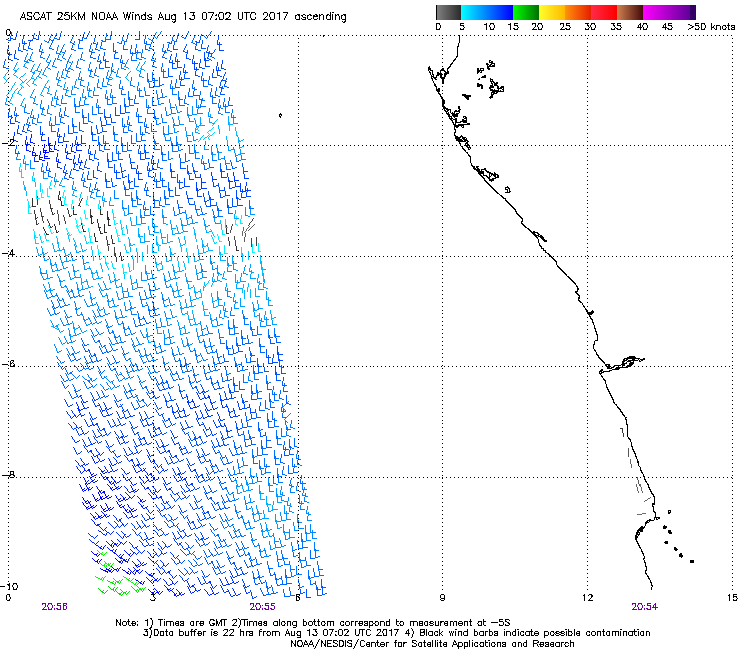 ASCAT 25KM NOAA Winds Aug 13 07:02 UTC 2017 ascending
0 5 10 15 20 25 30 35 40 45 >50 knots
0
-2
-4
-6
-8
-10
0 3 6 9 12 15
20:56 20:55 20:54
Note: 1) Times are GMT 2)Times along bottom correspond to measurement at -5S
3)Data buffer is 22 hrs from Aug 13 07:02 UTC 2017 4) Black wind barbs indicate possible contamination
NOAA/NESDIS/Center for Satellite Applications and Research